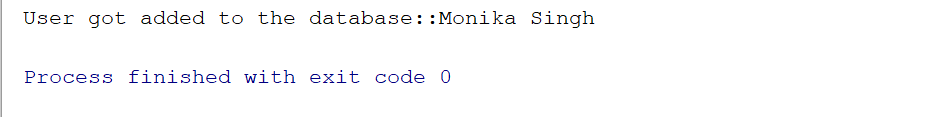 User got added to the database::Monika Singh
Process finished with exit code 0